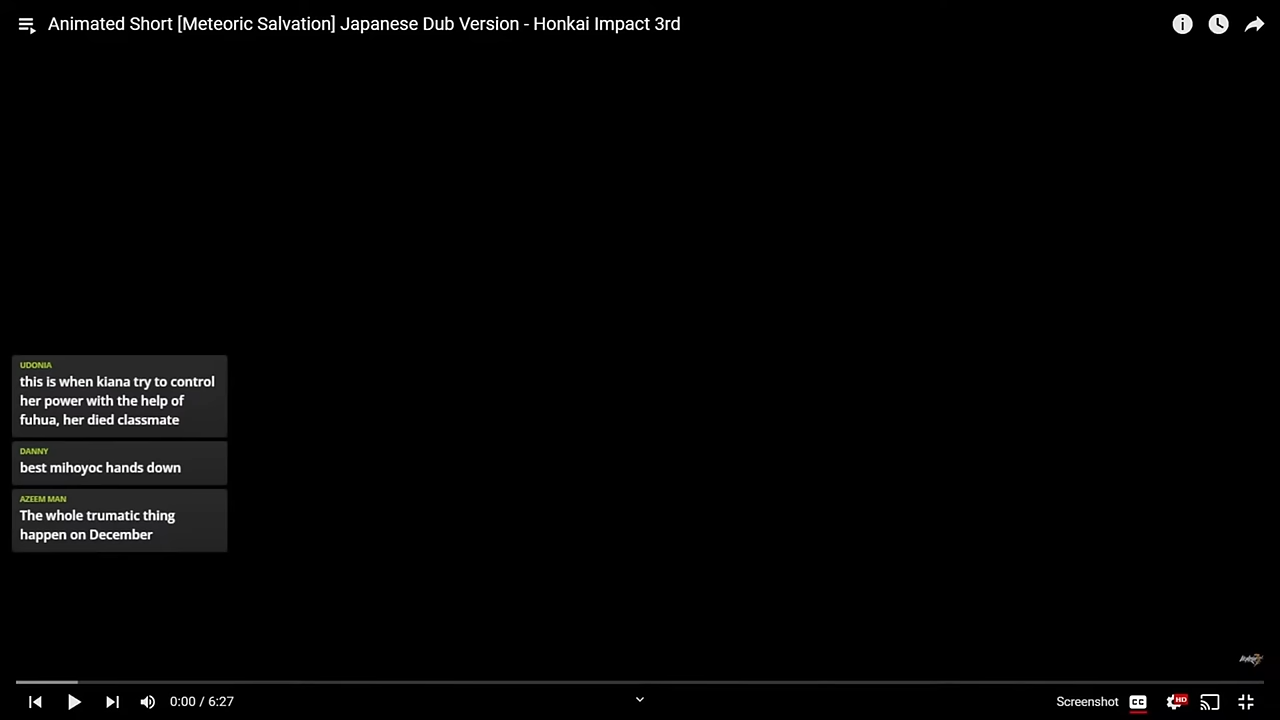 Animated Short [Meteoric Salvation] Japanese Dub Version - Honkai Impact 3rd
UDONIA
this is when kiana try to control
her power with the help of
fuhua, her died classmate
DANNY
best mihoyoc hands down
AZEEM MAN
The whole trumatic thing
happen on December
0:00 / 6:27
Screenshot
CC
HD